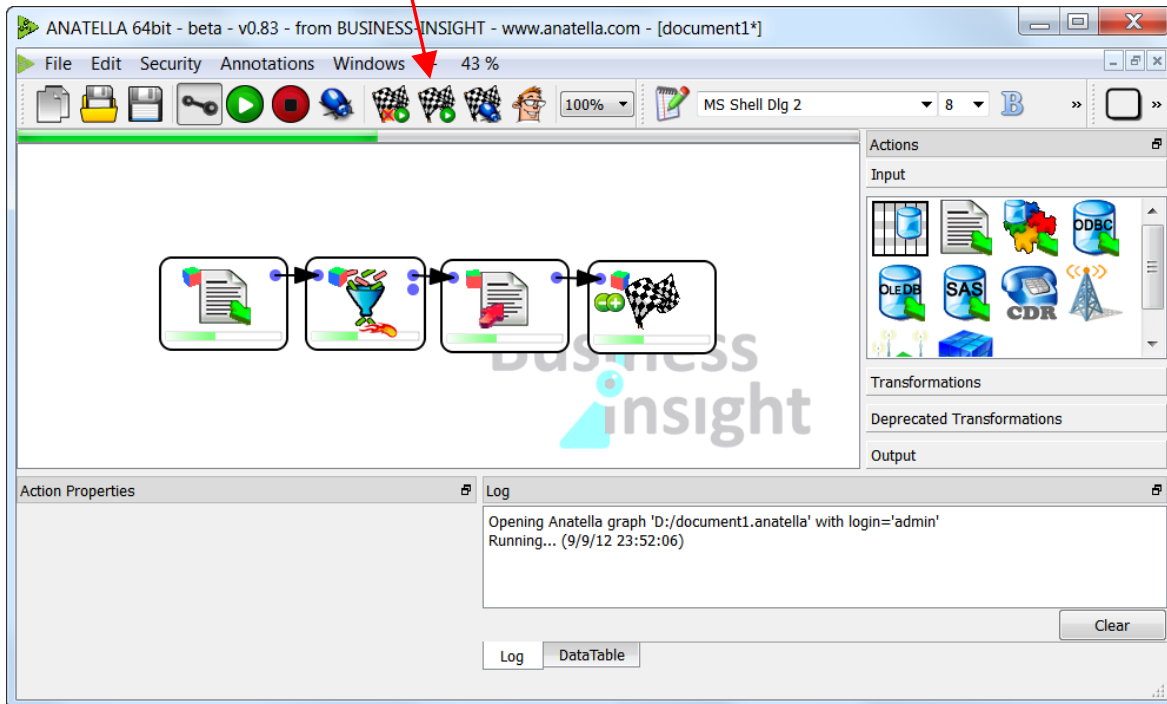 ANATELLA 64bit - beta - v0.83 - from BUSINESS-INSIGHT - www.anatella.com - [document1*]
File Edit Security Annotations Windows - 43 %
100% MS Shell Dlg 2 8 B » »
Actions
Input
ODBC
OLE DB SAS CDR
Transformations
Deprecated Transformations
Output
Business
insight
Action Properties
Log
Opening Anatella graph 'D:/document1.anatella' with login='admin'
Running... (9/9/12 23:52:06)
Clear
Log DataTable